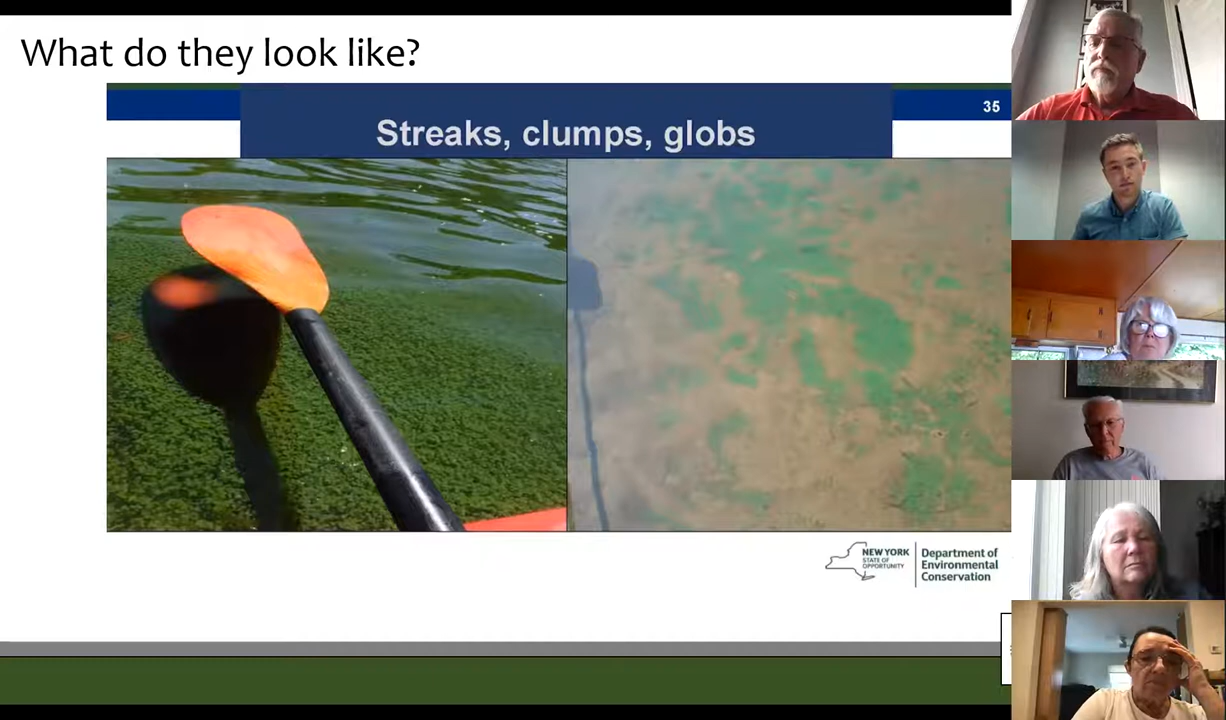 What do they look like?
35
Streaks, clumps, globs
NEW YORK
STATE OF
OPPORTUNITY
Department of
Environmental
Conservation